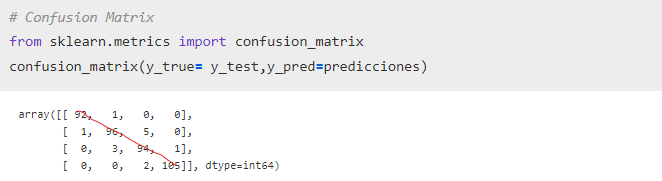 # Confusion Matrix
from sklearn.metrics import confusion_matrix
confusion_matrix(y_true= y_test,y_pred=predicciones)
array([[ 92, 1, 0, 0],
[ 1, 96, 5, 0],
[ 0, 3, 94, 1],
[ 0, 0, 2, 105]], dtype=int64)